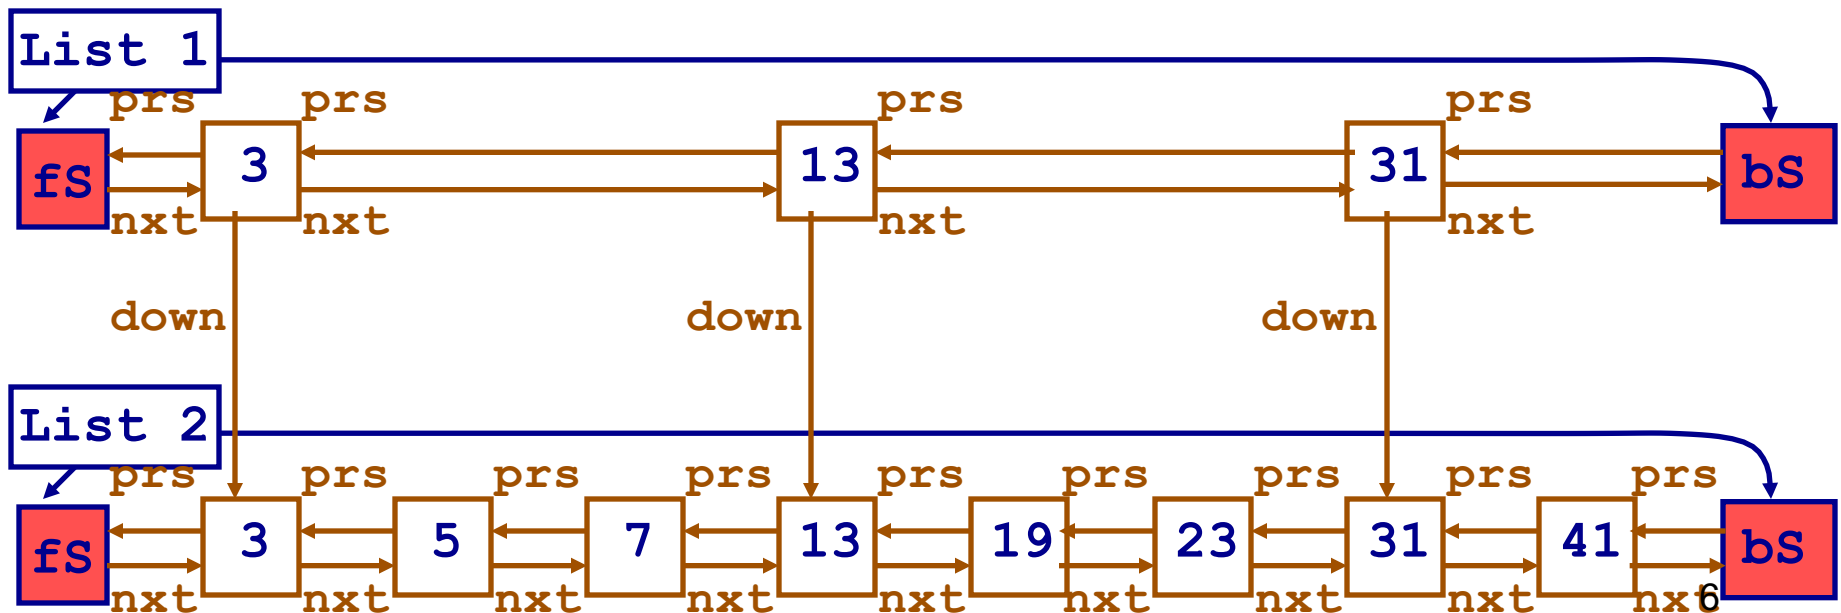 List 1
prs prs prs prs
fS 3 13 31 bS
nxt nxt nxt nxt
down down down
List 2
prs prs prs prs prs prs prs prs prs
fS 3 5 7 13 19 23 31 41 bS
nxt nxt nxt nxt nxt nxt nxt nxt nxt
6